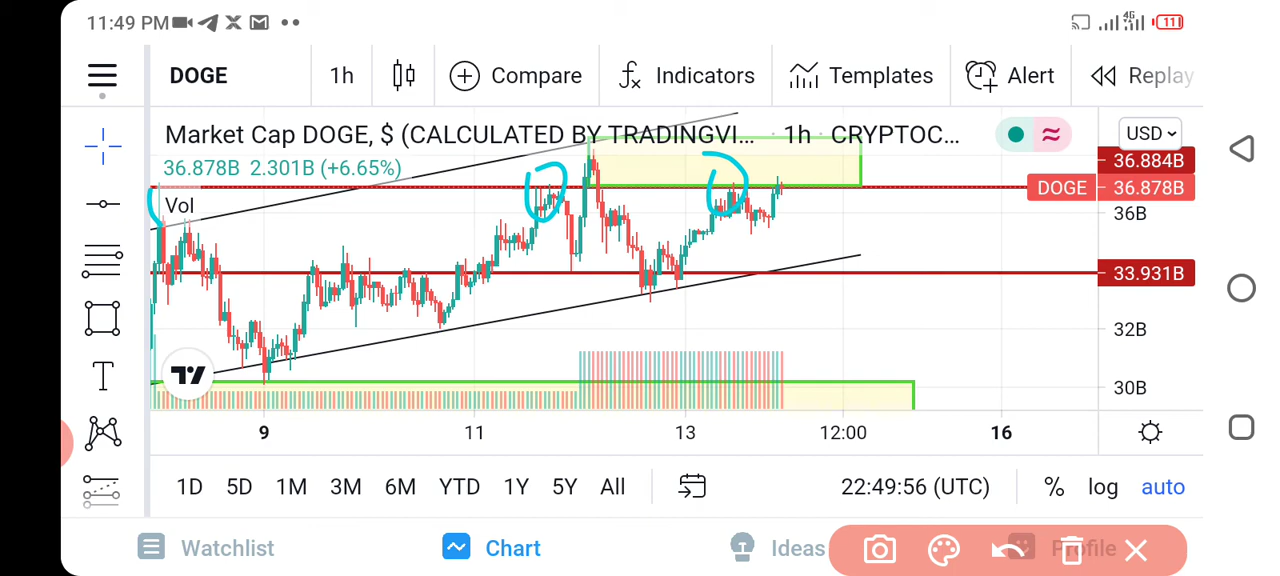 11:49 PM
4G
11
DOGE 1h Compare Indicators Templates Alert Replay
Market Cap DOGE, $ (CALCULATED BY TRADINGVI... · 1h · CRYPTOC...
USD
36.878B 2.301B (+6.65%)
36.884B
DOGE 36.878B
Vol
36B
33.931B
32B
30B
9 11 13 12:00 16
1D 5D 1M 3M 6M YTD 1Y 5Y All 22:49:56 (UTC) % log auto
Watchlist Chart Ideas Profile